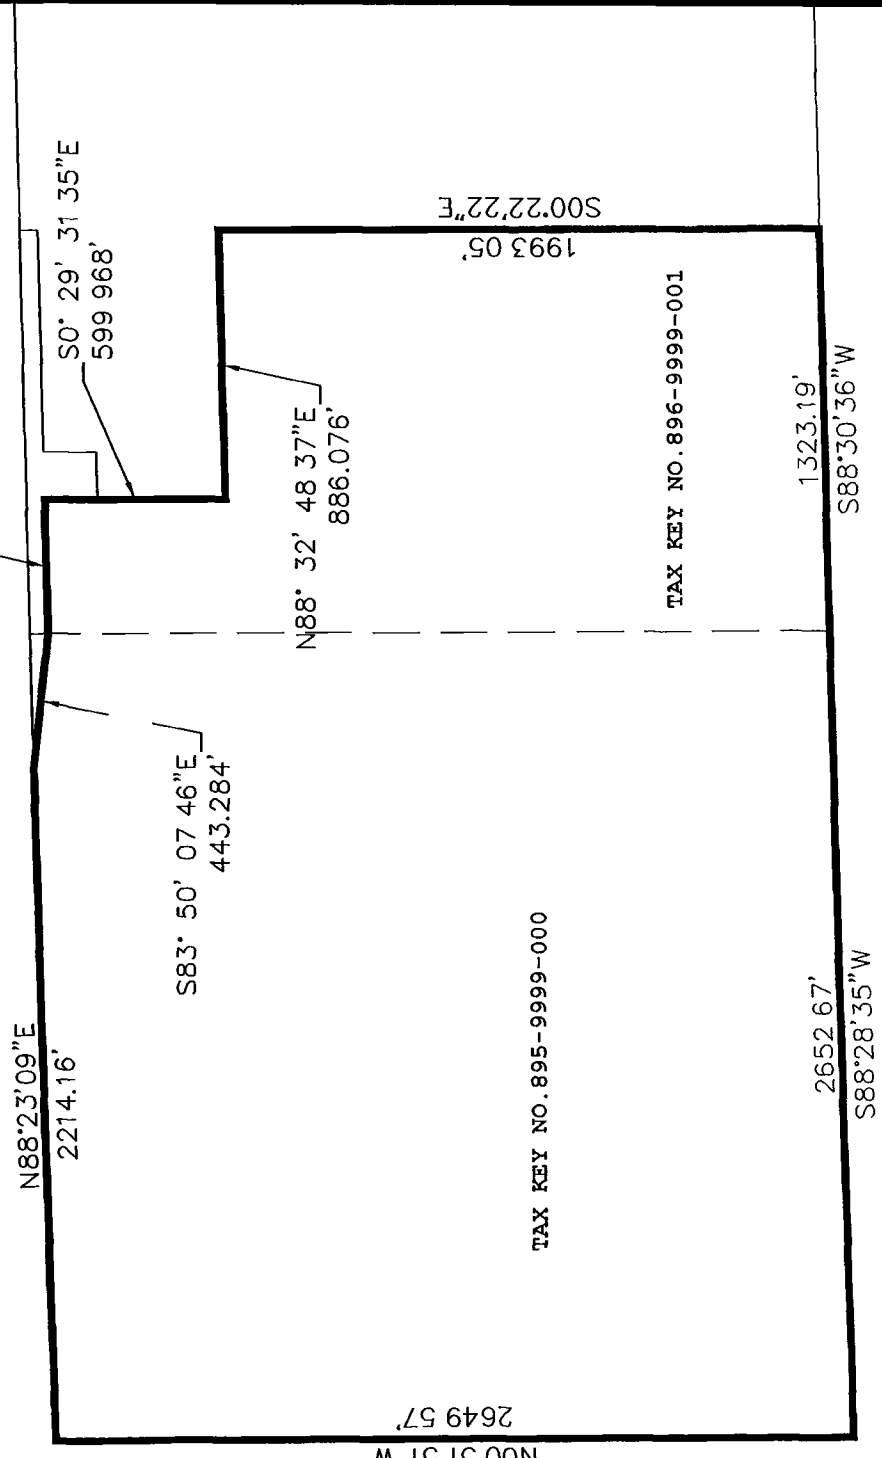 S0° 29' 31 35"E
599 968'
S00°22'22"E
1993 05'
N88° 32' 48 37"E
886.076'
TAX KEY NO.896-9999-001
1323.19'
S88°30'36"W
S83° 50' 07 46"E
443.284'
N88°23'09"E
2214.16'
TAX KEY NO.895-9999-000
2652 67'
S88°28'35"W
2649 57'